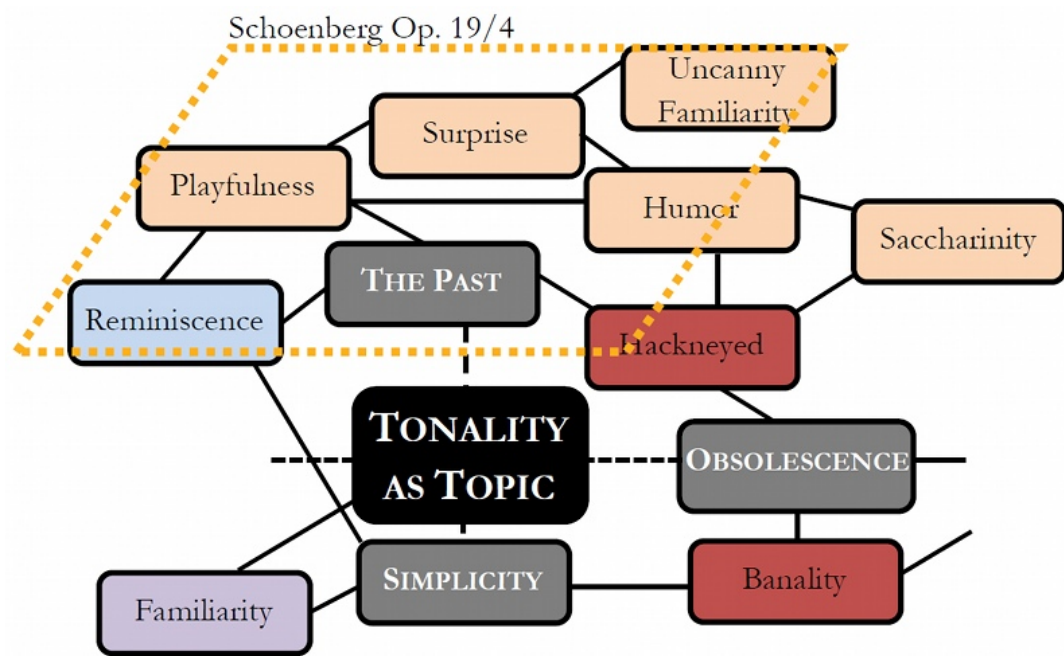 Schoenberg Op. 19/4
Uncanny
Familiarity
Surprise
Playfulness
Humor
Saccharinity
THE PAST
Reminiscence
Hackneyed
TONALITY
AS TOPIC
OBSOLESCENCE
SIMPLICITY
Banality
Familiarity